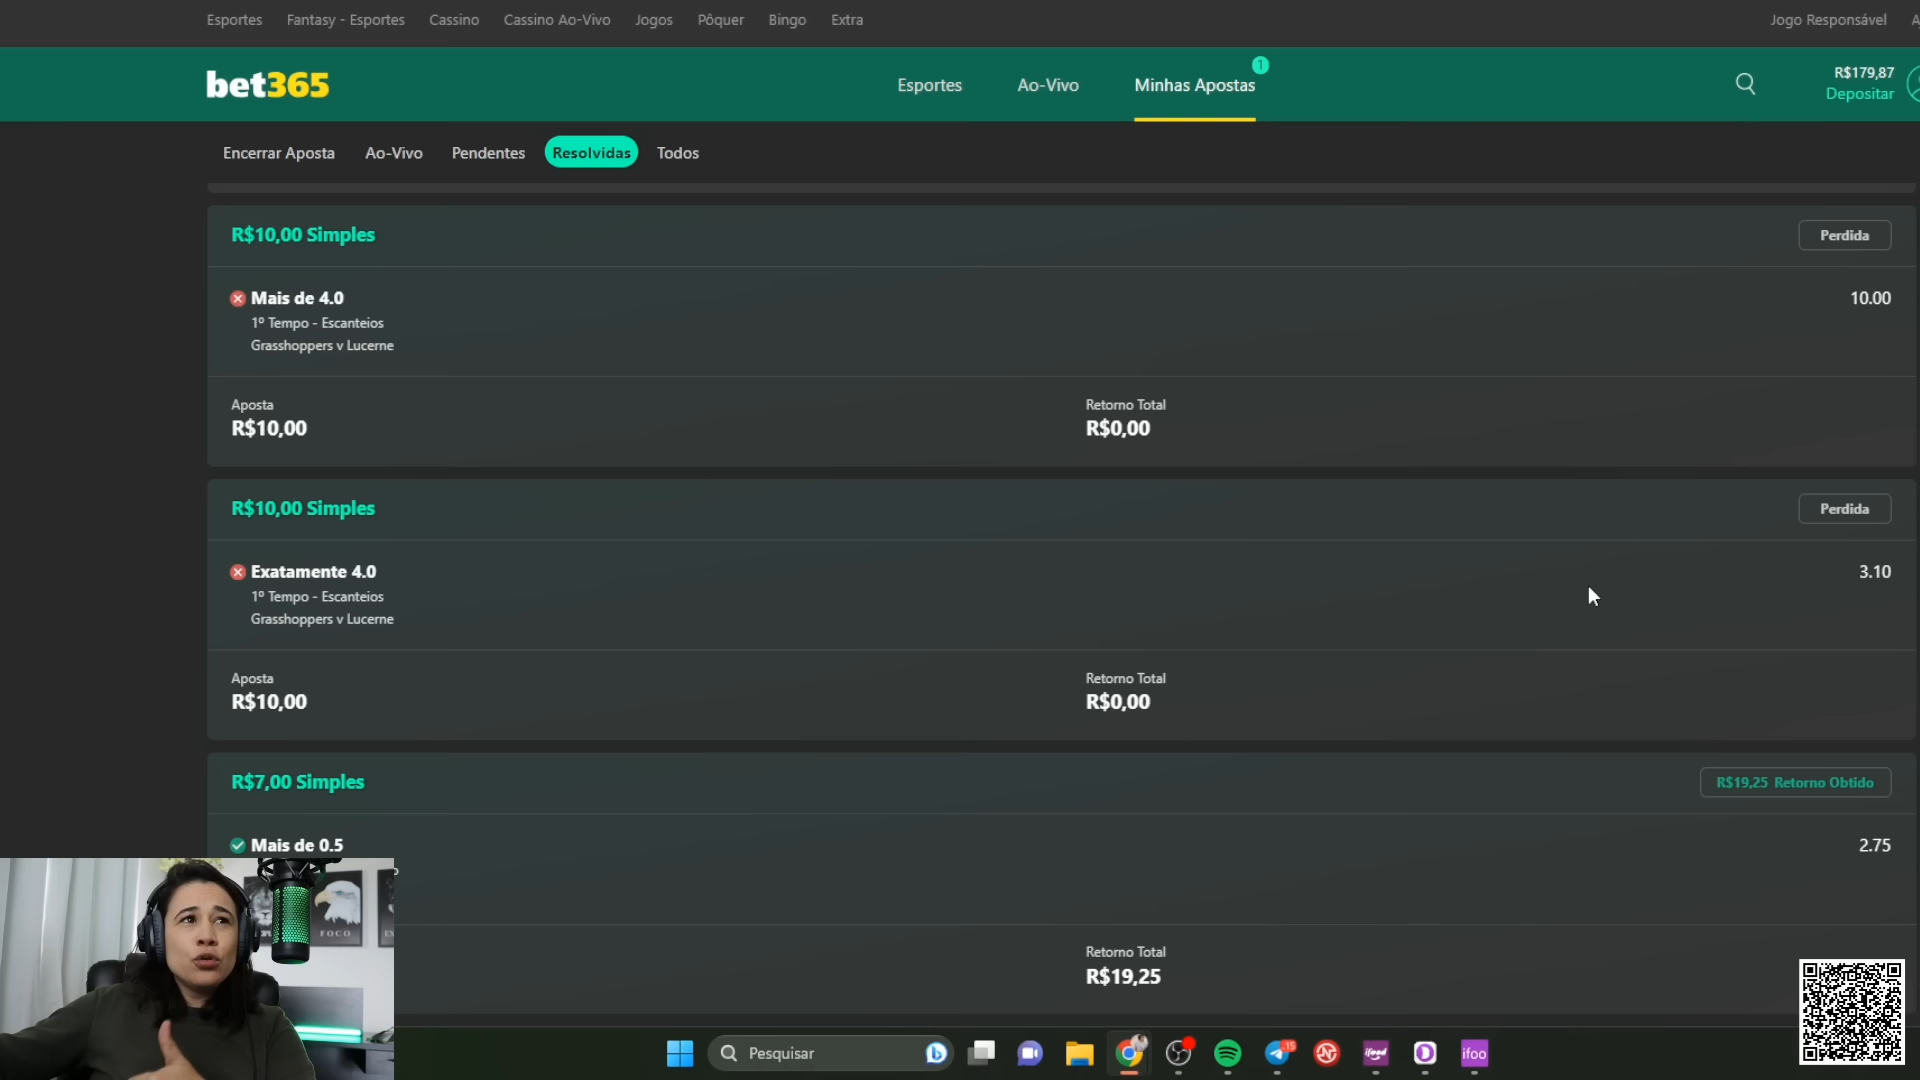 Esportes Fantasy - Esportes Cassino Cassino Ao-Vivo Jogos Pôquer Bingo Extra Jogo Responsável
bet365 Esportes Ao-Vivo Minhas Apostas 1 R$179,87
Depositar
Encerrar Aposta Ao-Vivo Pendentes Resolvidas Todos
R$10,00 Simples Perdida
Mais de 4.0 10.00
1º Tempo - Escanteios
Grasshoppers v Lucerne
Aposta Retorno Total
R$10,00 R$0,00
R$10,00 Simples Perdida
Exatamente 4.0 3.10
1º Tempo - Escanteios
Grasshoppers v Lucerne
Aposta Retorno Total
R$10,00 R$0,00
R$7,00 Simples R$19,25 Retorno Obtido
Mais de 0.5 2.75
FOCO
Retorno Total
R$19,25
Pesquisar 15 ifood ifoo